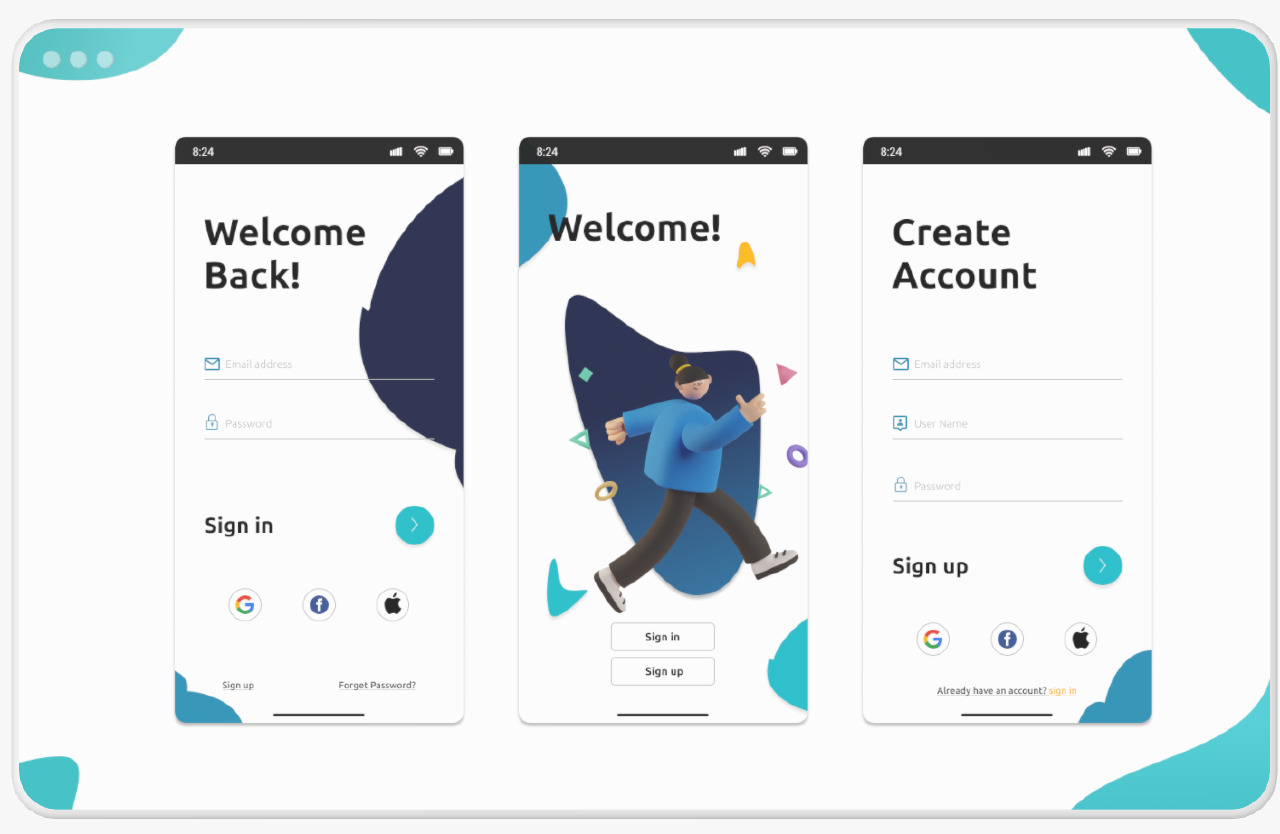 8:24
Welcome
Back!
Email address
Password
Sign in
Sign up
Forget Password?
8:24
Welcome!
Sign in
Sign up
8:24
Create
Account
Email address
User Name
Password
Sign up
Already have an account? sign in